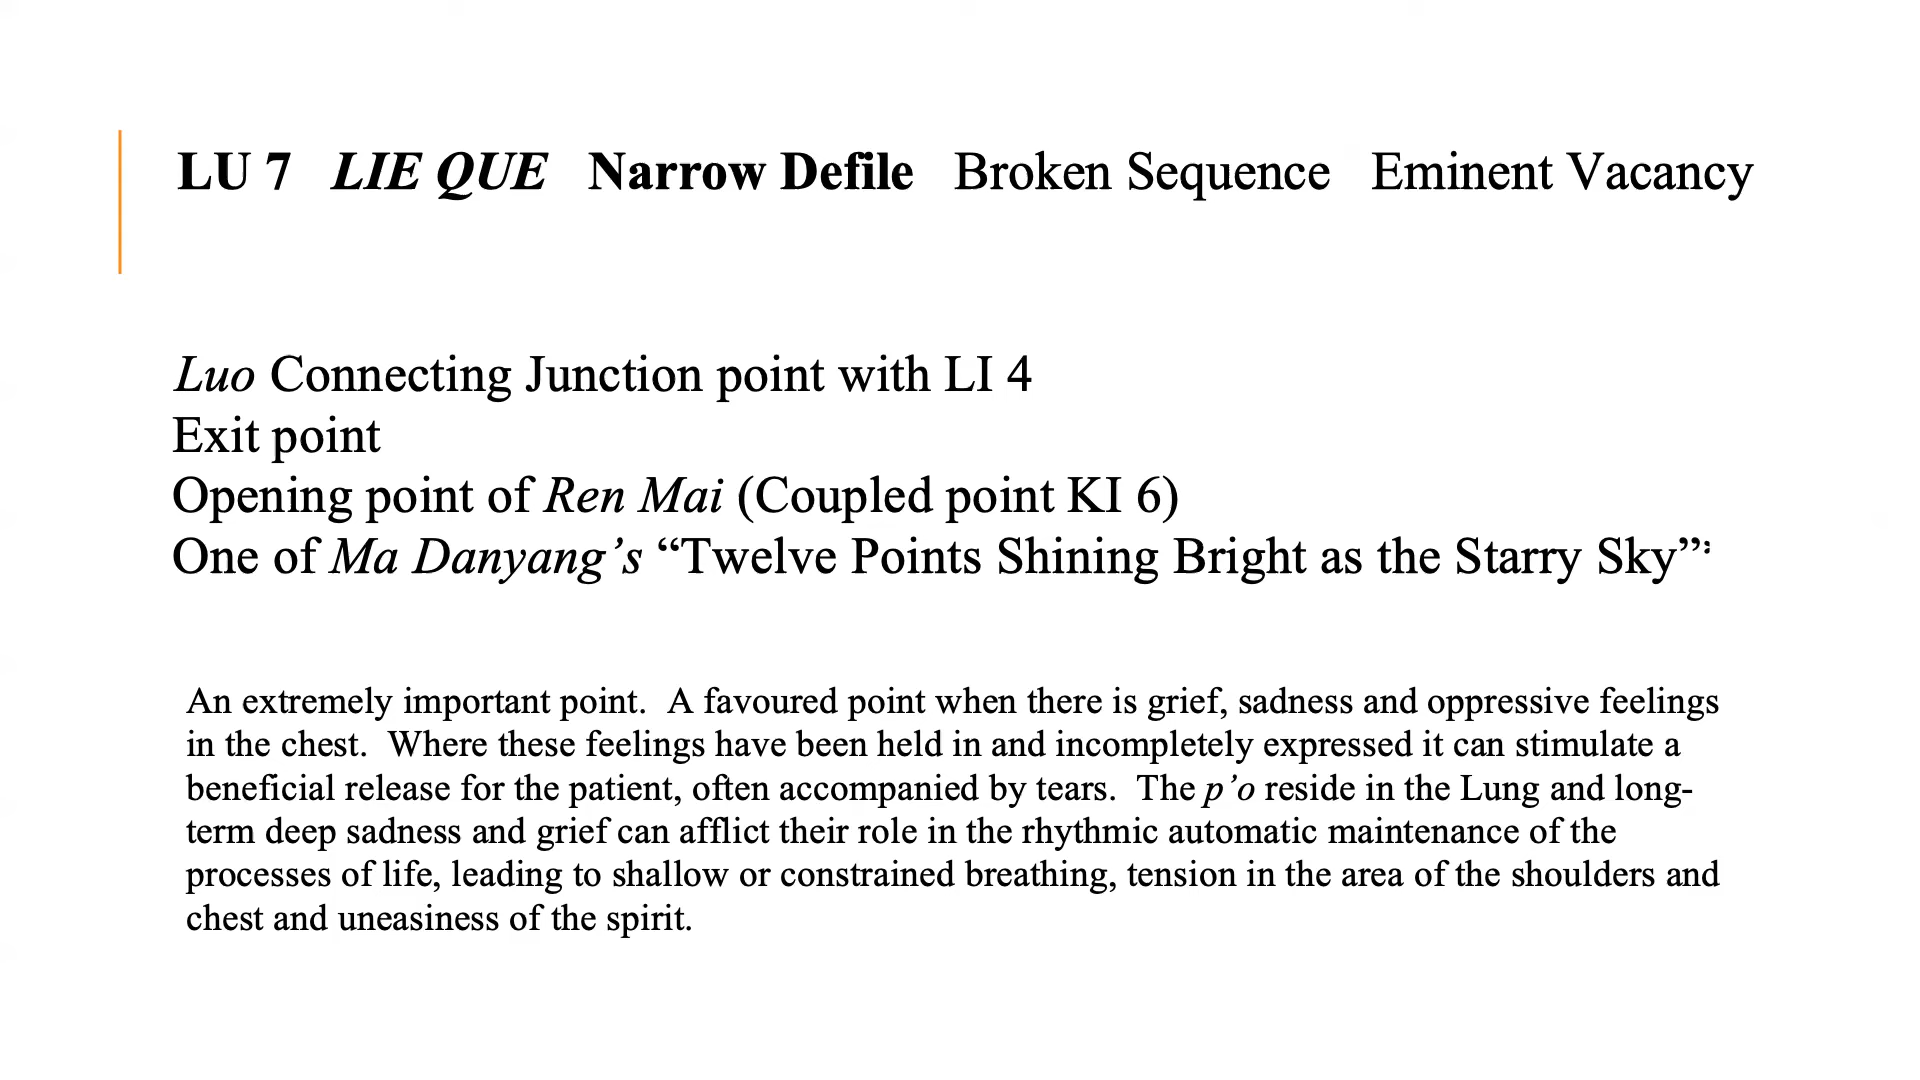 LU 7 LIE QUE Narrow Defile Broken Sequence Eminent Vacancy
Luo Connecting Junction point with LI 4
Exit point
Opening point of Ren Mai (Coupled point KI 6)
One of Ma Danyang’s “Twelve Points Shining Bright as the Starry Sky”:
An extremely important point.  A favoured point when there is grief, sadness and oppressive feelings
in the chest.  Where these feelings have been held in and incompletely expressed it can stimulate a
beneficial release for the patient, often accompanied by tears.  The p’o reside in the Lung and long-
term deep sadness and grief can afflict their role in the rhythmic automatic maintenance of the
processes of life, leading to shallow or constrained breathing, tension in the area of the shoulders and
chest and uneasiness of the spirit.